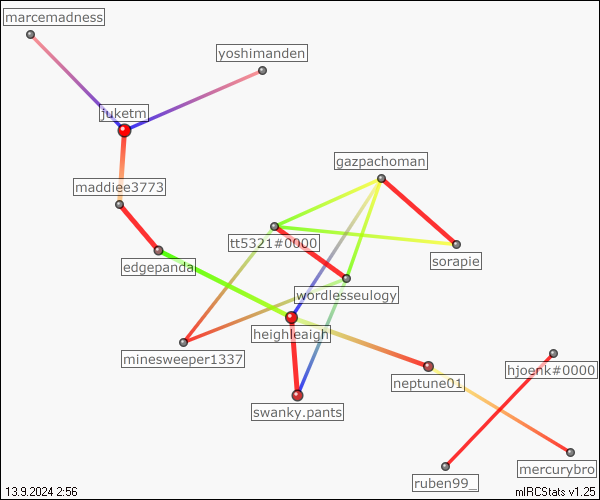 marcemadness
yoshimanden
juketm
gazpachoman
maddiee3773
tt5321#0000
sorapie
edgepanda
wordlesseulogy
heighleaigh
minesweeper1337
hjoenk#0000
neptune01
swanky.pants
mercurybro
ruben99_
13.9.2024 2:56
mIRCStats v1.25